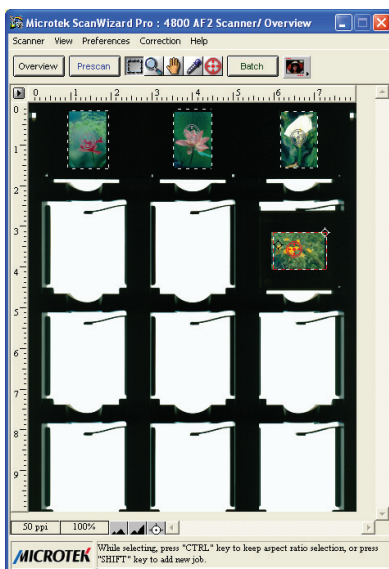 Microtek ScanWizard Pro : 4800 AF2 Scanner/ Overview
Scanner View Preferences Correction Help
Overview Prescan Batch
0 1 2 3 4 5 6 7
0
1
2
3
4
5
6
7
8
9
50 ppi 100%
MICROTEK
While selecting, press "CTRL" key to keep aspect ratio selection, or press
"SHIFT" key to add new job.